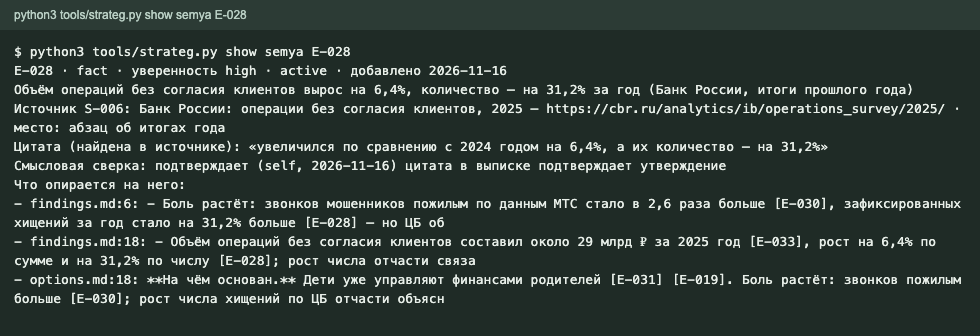 python3 tools/strateg.py show semya E-028
$ python3 tools/strateg.py show semya E-028
E-028 · fact · уверенность high · active · добавлено 2026-11-16
Объём операций без согласия клиентов вырос на 6,4%, количество — на 31,2% за год (Банк России, итоги прошлого года)
Источник S-006: Банк России: операции без согласия клиентов, 2025 — https://cbr.ru/analytics/ib/operations_survey/2025/ ·
место: абзац об итогах года
Цитата (найдена в источнике): «увеличился по сравнению с 2024 годом на 6,4%, а их количество — на 31,2%»
Смысловая сверка: подтверждает (self, 2026-11-16) цитата в выписке подтверждает утверждение
Что опирается на него:
— findings.md:6: — Боль растёт: звонков мошенников пожилым по данным МТС стало в 2,6 раза больше [E-030], зафиксированных
хищений за год стало на 31,2% больше [E-028] — но ЦБ об
— findings.md:18: — Объём операций без согласия клиентов составил около 29 млрд ₽ за 2025 год [E-033], рост на 6,4% по
сумме и на 31,2% по числу [E-028]; рост числа отчасти связа
— options.md:18: **На чём основан.** Дети уже управляют финансами родителей [E-031] [E-019]. Боль растёт: звонков пожилым
больше [E-030]; рост числа хищений по ЦБ отчасти объясн